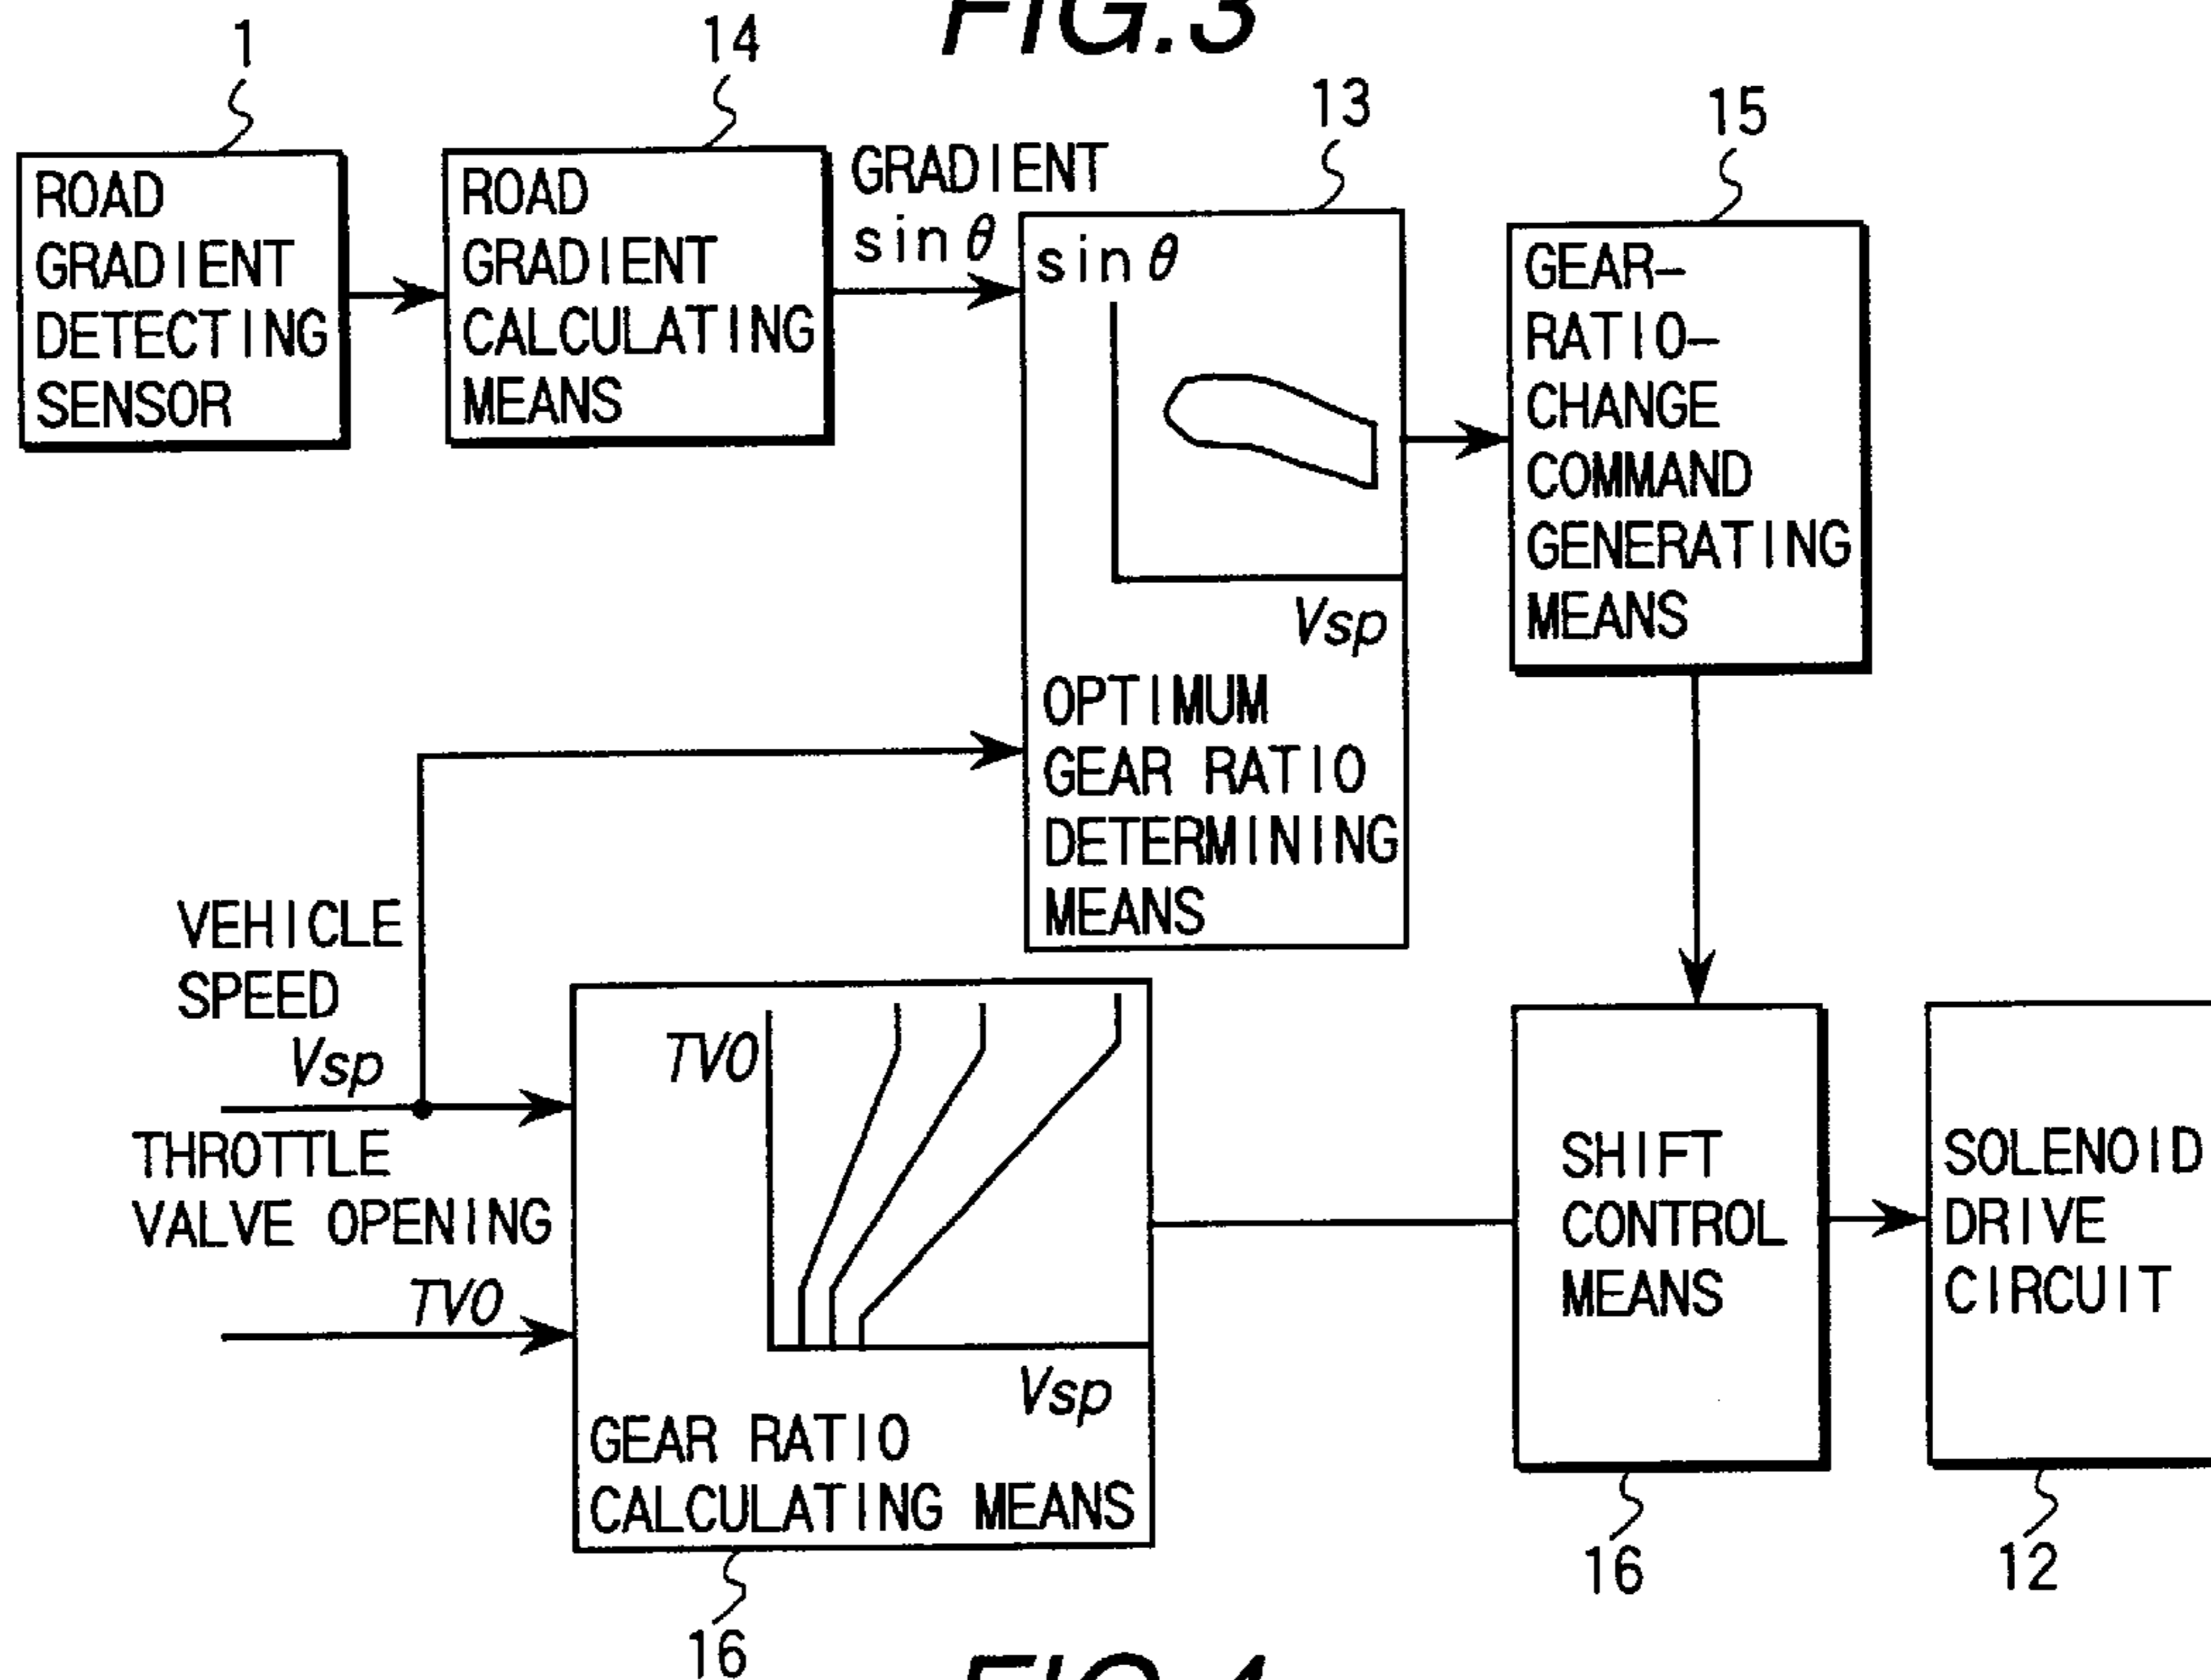 FIG.3
1
14
13
15
ROAD
GRADIENT
DETECTING
SENSOR
ROAD
GRADIENT
CALCULATING
MEANS
GRADIENT
sin θ
sin θ
Vsp
OPTIMUM
GEAR RATIO
DETERMINING
MEANS
GEAR-
RATIO-
CHANGE
COMMAND
GENERATING
MEANS
VEHICLE
SPEED
Vsp
THROTTLE
VALVE OPENING
TVO
TVO
Vsp
GEAR RATIO
CALCULATING MEANS
16
SHIFT
CONTROL
MEANS
16
SOLENOID
DRIVE
CIRCUIT
12
FIG.4